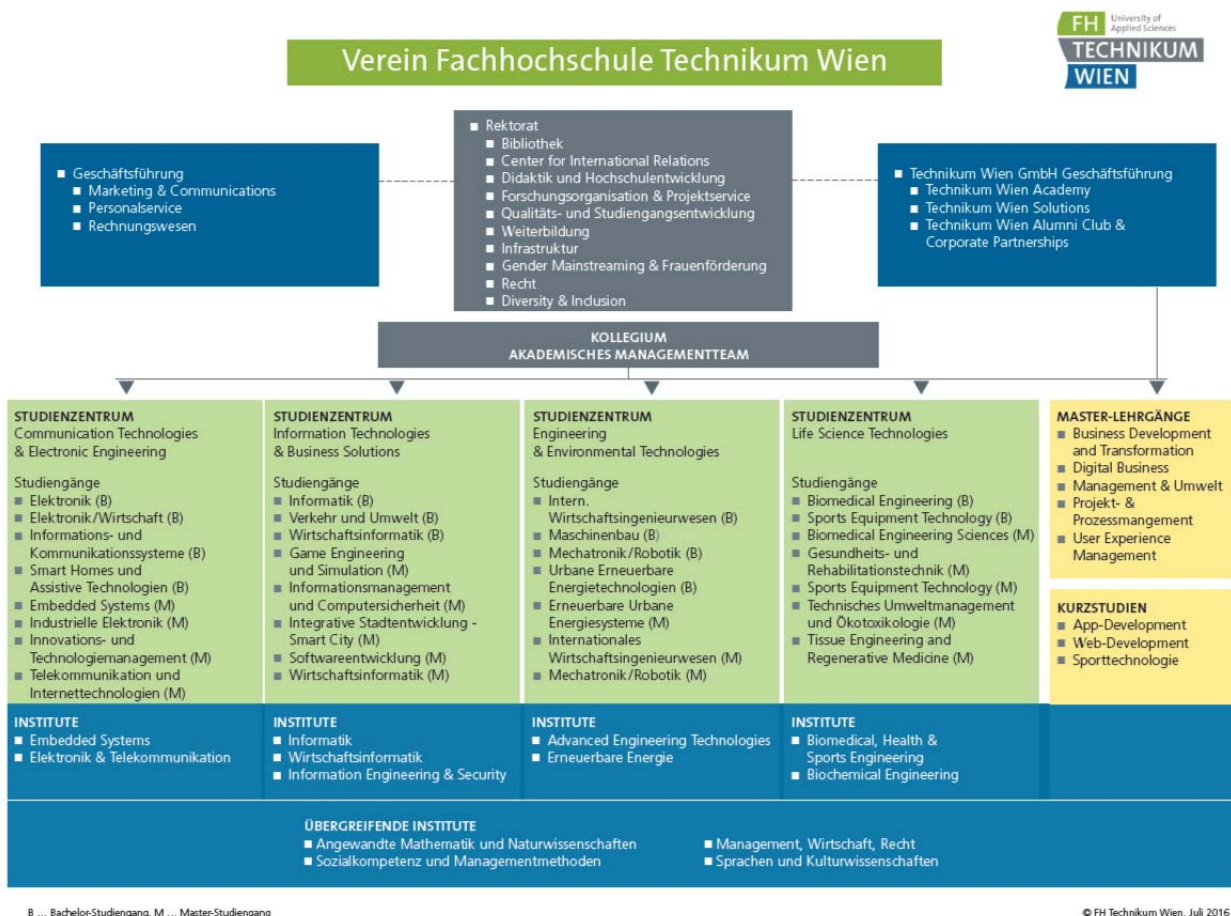 FH University of
Applied Sciences
TECHNIKUM
WIEN
Verein Fachhochschule Technikum Wien
■ Geschäftsführung
■ Marketing & Communications
■ Personalservice
■ Rechnungswesen
■ Rektorat
■ Bibliothek
■ Center for International Relations
■ Didaktik und Hochschulentwicklung
■ Forschungsorganisation & Projektservice
■ Qualitäts- und Studiengangsentwicklung
■ Weiterbildung
■ Infrastruktur
■ Gender Mainstreaming & Frauenförderung
■ Recht
■ Diversity & Inclusion
■ Technikum Wien GmbH Geschäftsführung
■ Technikum Wien Academy
■ Technikum Wien Solutions
■ Technikum Wien Alumni Club &
Corporate Partnerships
KOLLEGIUM
AKADEMISCHES MANAGEMENTTEAM
STUDIENZENTRUM
Communication Technologies
& Electronic Engineering
Studiengänge
■ Elektronik (B)
■ Elektronik/Wirtschaft (B)
■ Informations- und
Kommunikationssysteme (B)
■ Smart Homes und
Assistive Technologien (B)
■ Embedded Systems (M)
■ Industrielle Elektronik (M)
■ Innovations- und
Technologiemanagement (M)
■ Telekommunikation und
Internettechnologien (M)
STUDIENZENTRUM
Information Technologies
& Business Solutions
Studiengänge
■ Informatik (B)
■ Verkehr und Umwelt (B)
■ Wirtschaftsinformatik (B)
■ Game Engineering
und Simulation (M)
■ Informationsmanagement
und Computersicherheit (M)
■ Integrative Stadtentwicklung -
Smart City (M)
■ Softwareentwicklung (M)
■ Wirtschaftsinformatik (M)
STUDIENZENTRUM
Engineering
& Environmental Technologies
Studiengänge
■ Intern.
Wirtschaftsingenieurwesen (B)
■ Maschinenbau (B)
■ Mechatronik/Robotik (B)
■ Urbane Erneuerbare
Energietechnologien (B)
■ Erneuerbare Urbane
Energiesysteme (M)
■ Internationales
Wirtschaftsingenieurwesen (M)
■ Mechatronik/Robotik (M)
STUDIENZENTRUM
Life Science Technologies
Studiengänge
■ Biomedical Engineering (B)
■ Sports Equipment Technology (B)
■ Biomedical Engineering Sciences (M)
■ Gesundheits- und
Rehabilitationstechnik (M)
■ Sports Equipment Technology (M)
■ Technisches Umweltmanagement
und Ökotoxikologie (M)
■ Tissue Engineering and
Regenerative Medicine (M)
MASTER-LEHRGÄNGE
■ Business Development
and Transformation
■ Digital Business
■ Management & Umwelt
■ Projekt- &
Prozessmangement
■ User Experience
Management
KURZSTUDIEN
■ App-Development
■ Web-Development
■ Sporttechnologie
INSTITUTE
■ Embedded Systems
■ Elektronik & Telekommunikation
INSTITUTE
■ Informatik
■ Wirtschaftsinformatik
■ Information Engineering & Security
INSTITUTE
■ Advanced Engineering Technologies
■ Erneuerbare Energie
INSTITUTE
■ Biomedical, Health &
Sports Engineering
■ Biochemical Engineering
ÜBERGREIFENDE INSTITUTE
■ Angewandte Mathematik und Naturwissenschaften
■ Sozialkompetenz und Managementmethoden
■ Management, Wirtschaft, Recht
■ Sprachen und Kulturwissenschaften
B ... Bachelor-Studiengang, M ... Master-Studiengang
© FH Technikum Wien, Juli 2016